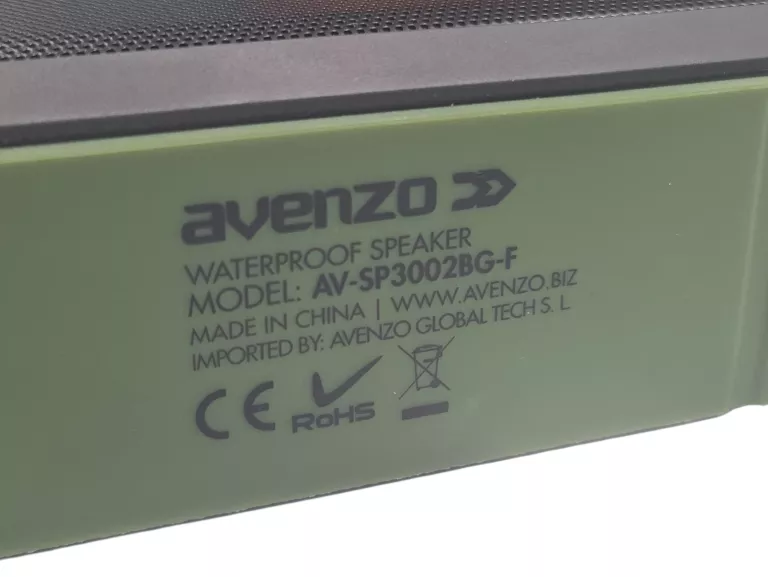 avenzo
WATERPROOF SPEAKER
MODEL: AV-SP3002BG-F
MADE IN CHINA | WWW.AVENZO.BIZ
IMPORTED BY: AVENZO GLOBAL TECH S. L
CE RoHS